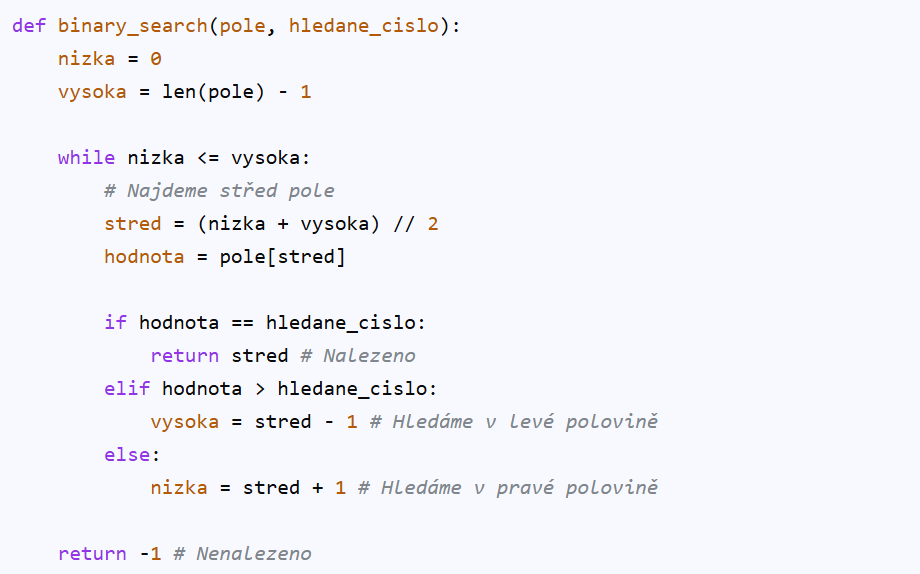 def binary_search(pole, hledane_cislo):
    nizka = 0
    vysoka = len(pole) - 1

    while nizka <= vysoka:
        # Najdeme střed pole
        stred = (nizka + vysoka) // 2
        hodnota = pole[stred]

        if hodnota == hledane_cislo:
            return stred # Nalezeno
        elif hodnota > hledane_cislo:
            vysoka = stred - 1 # Hledáme v levé polovině
        else:
            nizka = stred + 1 # Hledáme v pravé polovině

    return -1 # Nenalezeno